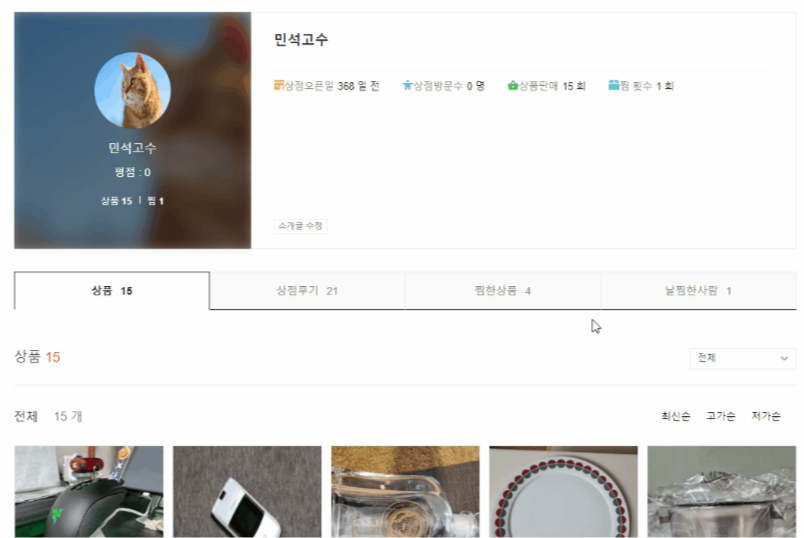 민석고수
평점 : 0
상품 15 | 찜 1
민석고수
상점오픈일 368 일 전 상점방문수 0 명 상품판매 15 회 찜 횟수 1 회
소개글 수정
상품 15 상점후기 21 찜한상품 4 날찜한사람 1
상품 15
전체
전체 15 개
최신순 고가순 저가순